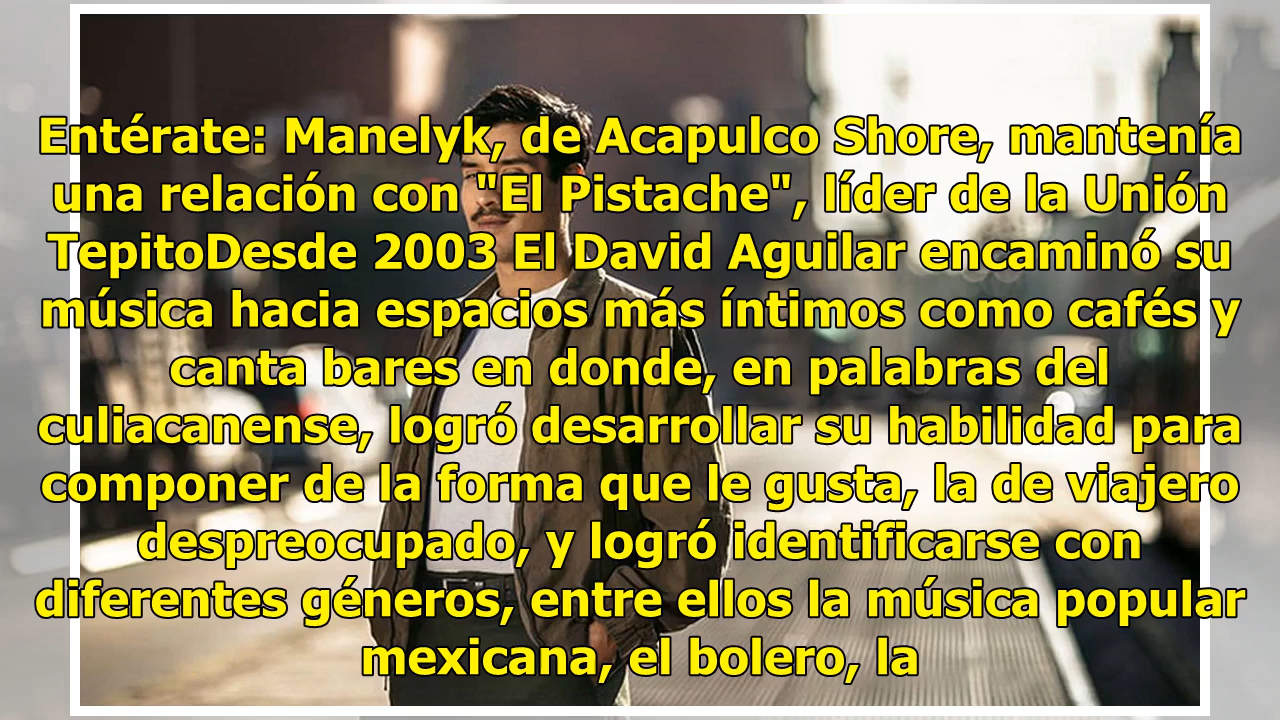 Entérate: Manelyk, de Acapulco Shore, mantenía
una relación con "El Pistache", líder de la Unión
TepitoDesde 2003 El David Aguilar encaminó su
música hacia espacios más íntimos como cafés y
canta bares en donde, en palabras del
culiacanense, logró desarrollar su habilidad para
componer de la forma que le gusta, la de viajero
despreocupado, y logró identificarse con
diferentes géneros, entre ellos la música popular
mexicana, el bolero, la